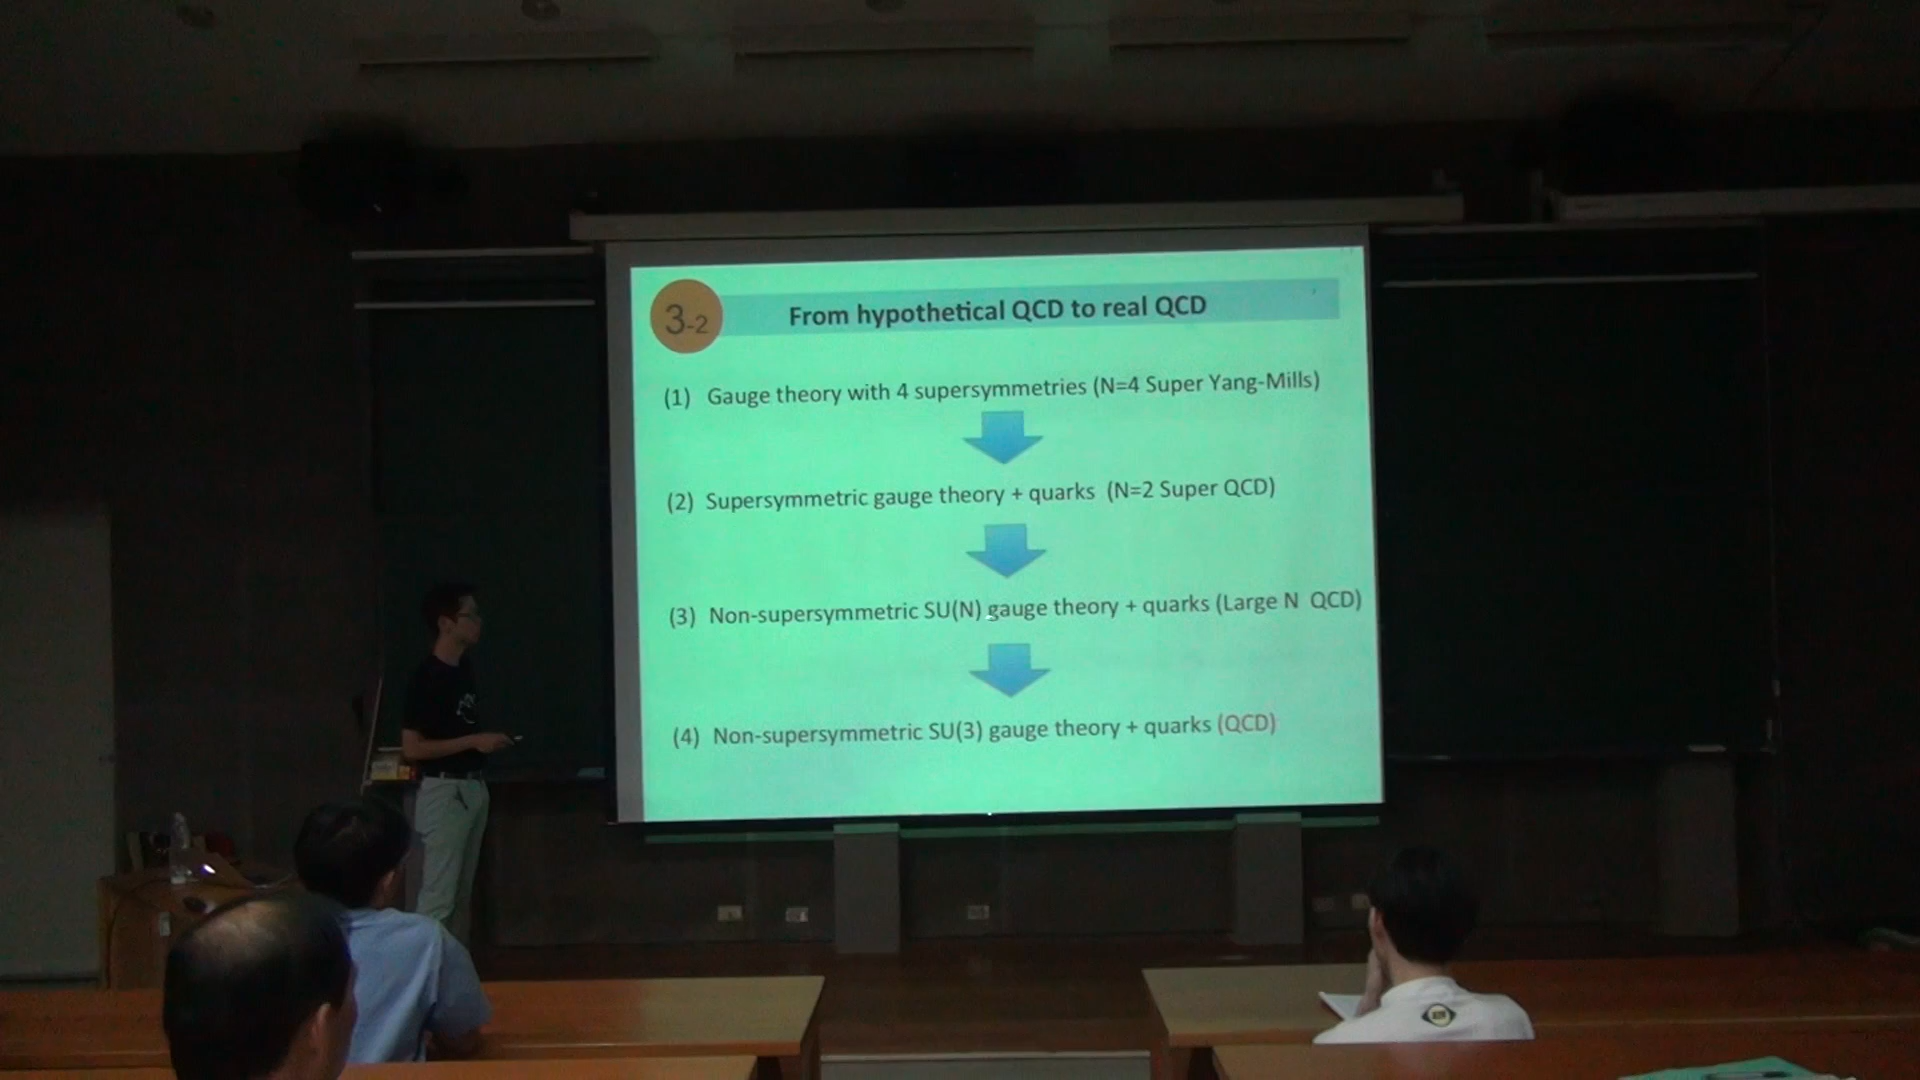 3-2
From hypothetical QCD to real QCD
(1) Gauge theory with 4 supersymmetries (N=4 Super Yang-Mills)
(2) Supersymmetric gauge theory + quarks (N=2 Super QCD)
(3) Non-supersymmetric SU(N) gauge theory + quarks (Large N QCD)
(4) Non-supersymmetric SU(3) gauge theory + quarks (QCD)